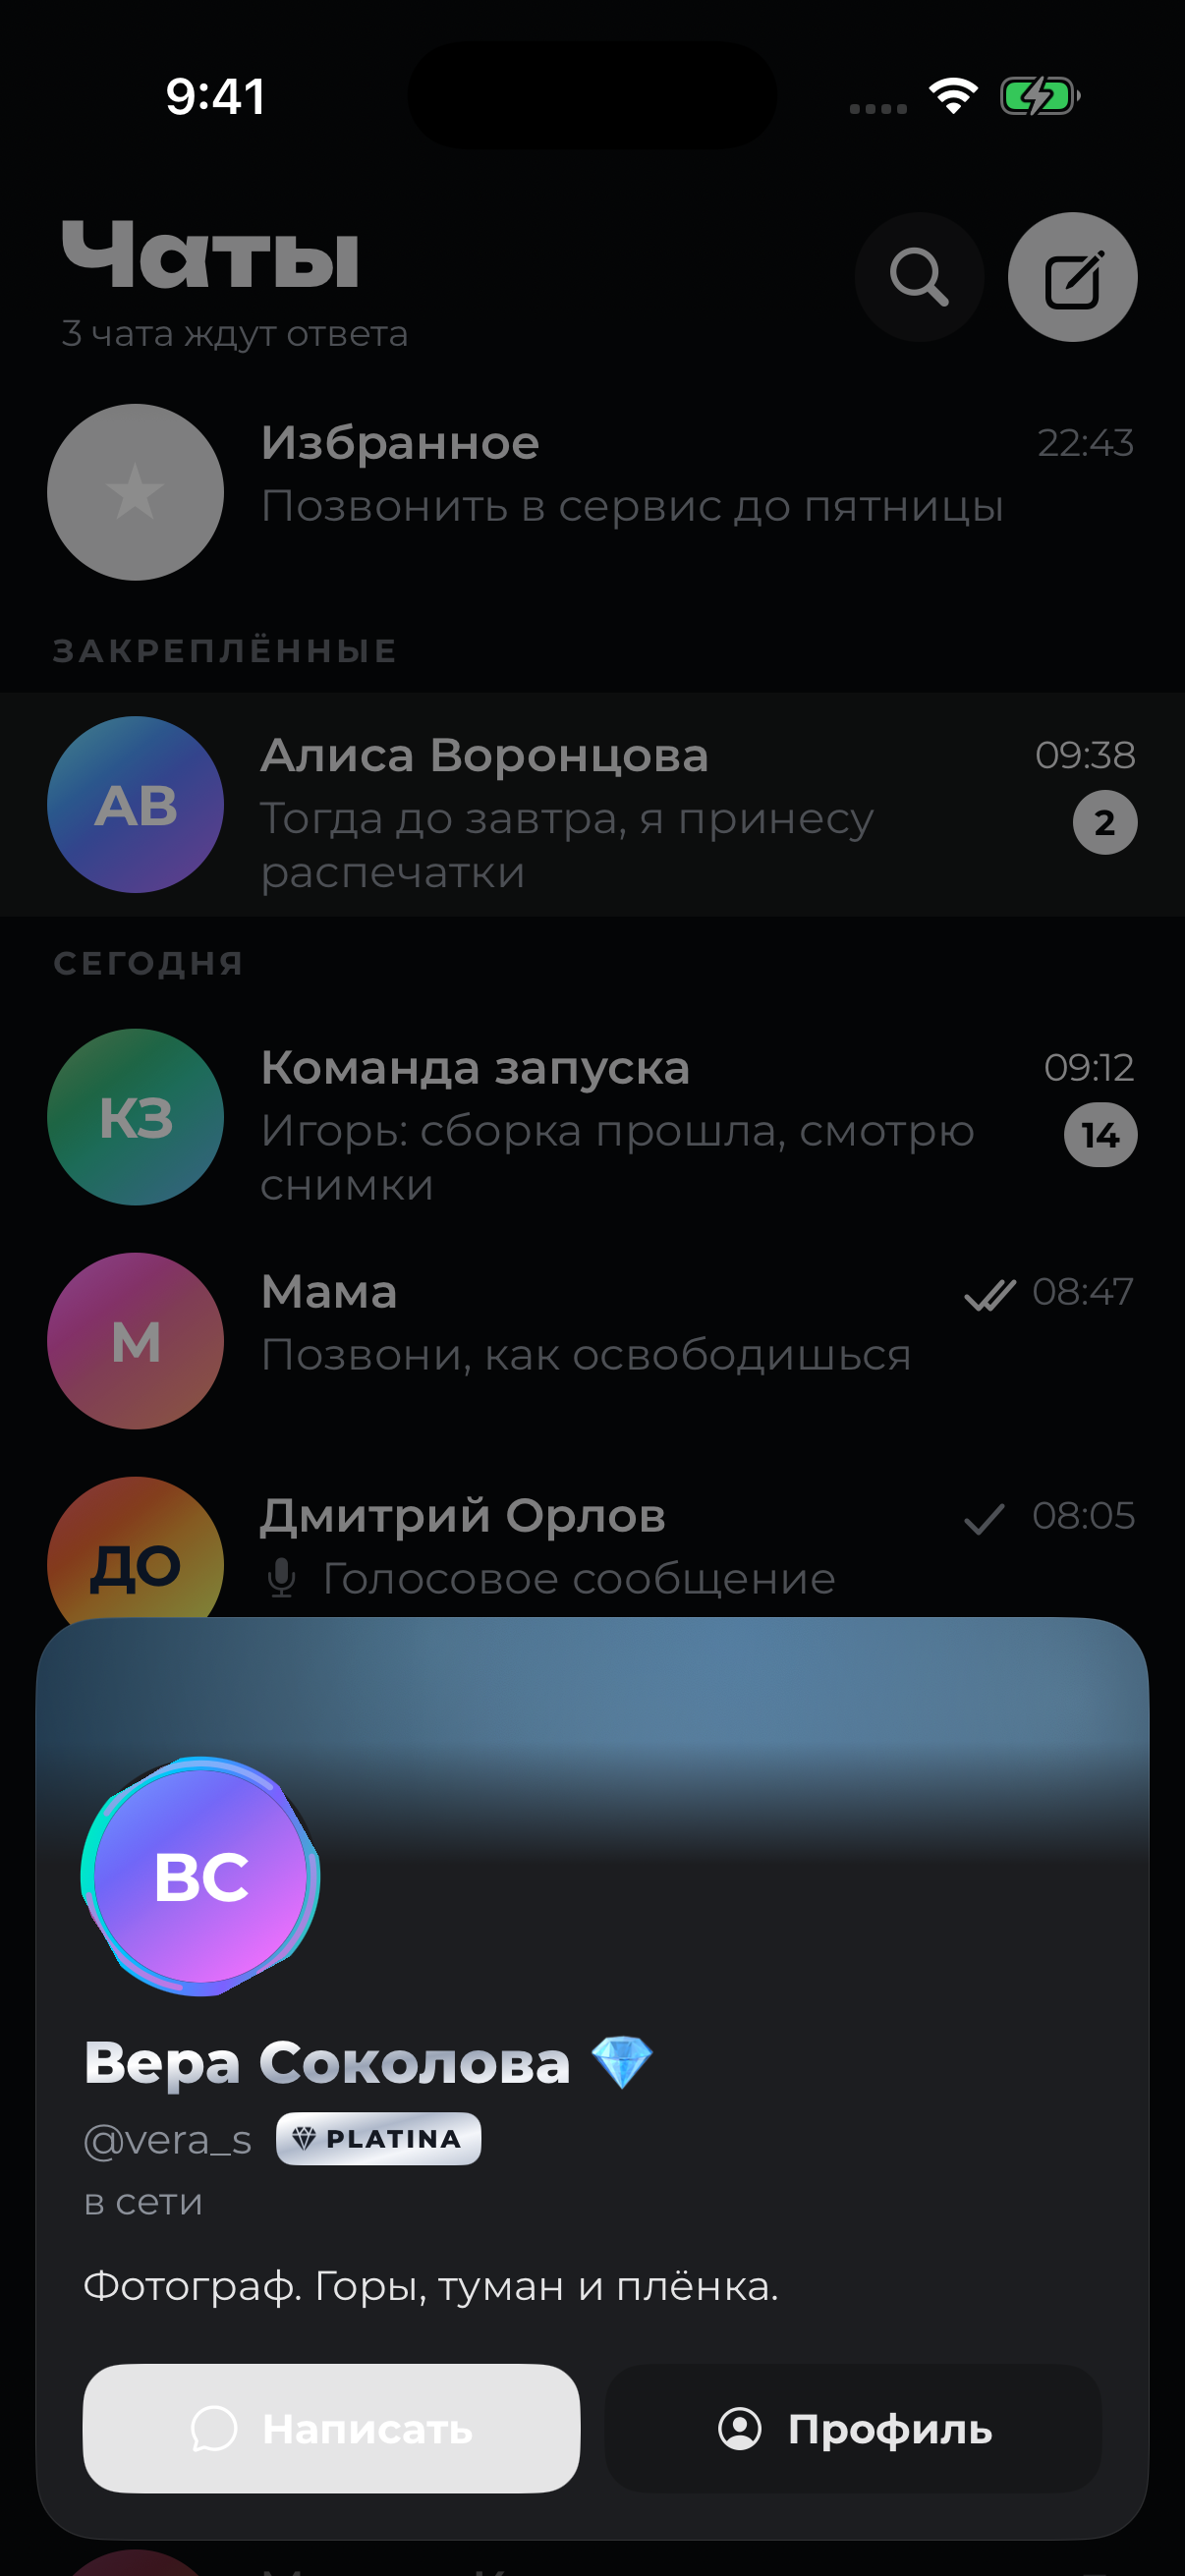 9:41
Чаты
3 чата ждут ответа
Избранное
22:43
Позвонить в сервис до пятницы
ЗАКРЕПЛЁННЫЕ
АВ
Алиса Воронцова
09:38
Тогда до завтра, я принесу
2
распечатки
СЕГОДНЯ
КЗ
Команда запуска
09:12
Игорь: сборка прошла, смотрю
14
снимки
М
Мама
08:47
Позвони, как освободишься
ДО
Дмитрий Орлов
08:05
Голосовое сообщение
ВС
Вера Соколова
@vera_s
PLATINA
в сети
Фотограф. Горы, туман и плёнка.
Написать
Профиль